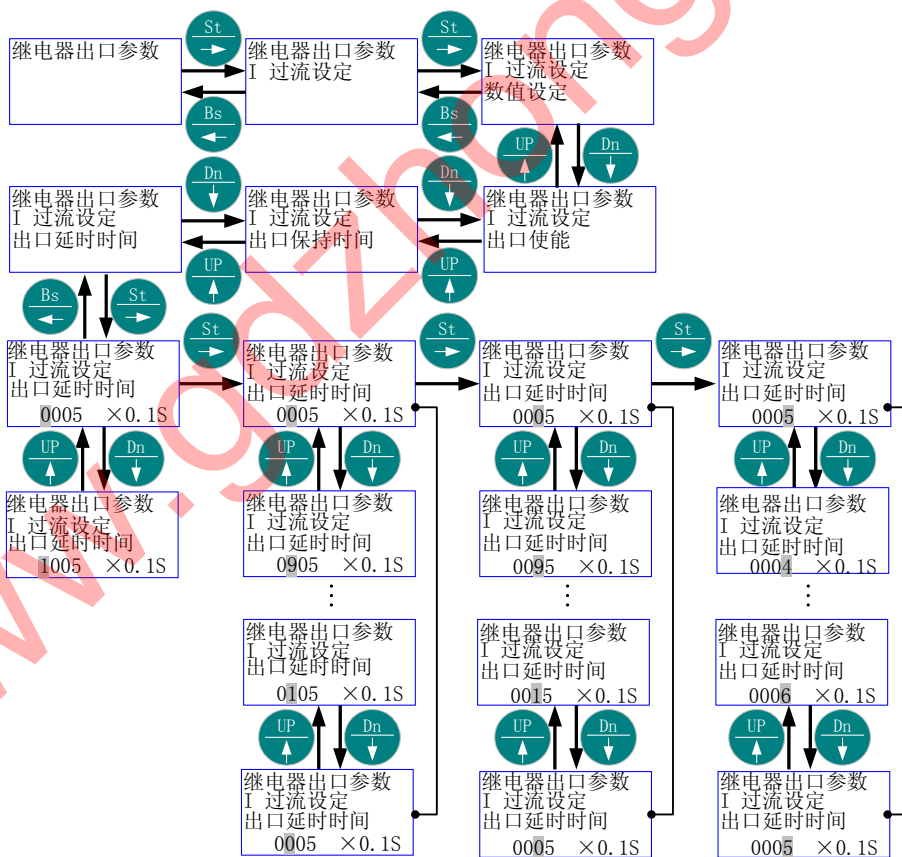 St
St
继电器出口参数
继电器出口参数
I 过流设定
继电器出口参数
I 过流设定
数值设定
Bs
Bs
UP
Dn
Dn
Dn
继电器出口参数
I 过流设定
出口延时时间
继电器出口参数
I 过流设定
出口保持时间
继电器出口参数
I 过流设定
出口使能
UP
UP
Bs
St
St
St
St
继电器出口参数
I 过流设定
出口延时时间
0005 ×0.1S
继电器出口参数
I 过流设定
出口延时时间
0005 ×0.1S
继电器出口参数
I 过流设定
出口延时时间
0005 ×0.1S
继电器出口参数
I 过流设定
出口延时时间
0005 ×0.1S
UP
Dn
UP
Dn
UP
Dn
UP
Dn
继电器出口参数
I 过流设定
出口延时时间
1005 ×0.1S
继电器出口参数
I 过流设定
出口延时时间
0905 ×0.1S
继电器出口参数
I 过流设定
出口延时时间
0095 ×0.1S
继电器出口参数
I 过流设定
出口延时时间
0004 ×0.1S
⋮
⋮
⋮
继电器出口参数
I 过流设定
出口延时时间
0105 ×0.1S
继电器出口参数
I 过流设定
出口延时时间
0015 ×0.1S
继电器出口参数
I 过流设定
出口延时时间
0006 ×0.1S
UP
Dn
UP
Dn
UP
Dn
继电器出口参数
I 过流设定
出口延时时间
0005 ×0.1S
继电器出口参数
I 过流设定
出口延时时间
0005 ×0.1S
继电器出口参数
I 过流设定
出口延时时间
0005 ×0.1S
w.gdzhong